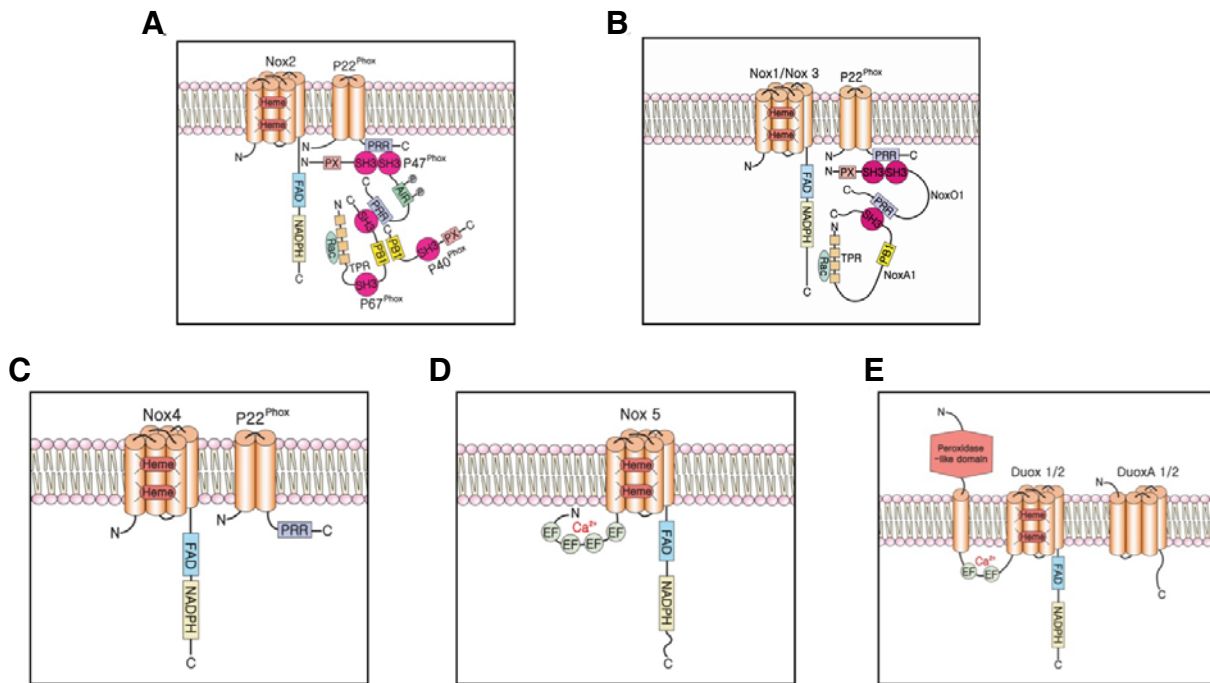 A
Nox2
P22Phox
Heme
Heme
N
N
PRR
C
N
PX
SH3
SH3
P47Phox
C
AIR
P
P
FAD
NADPH
C
PRR
N
C
SH3
C
PB1
PB1
SH3
PX
C
P40Phox
Rac
TPR
SH3
P67Phox
B
Nox1/Nox 3
P22Phox
Heme
Heme
N
N
PRR
C
N
PX
SH3
SH3
NoxO1
FAD
NADPH
C
C
PRR
C
SH3
N
TPR
Rac
PB1
NoxA1
C
Nox4
P22Phox
Heme
Heme
N
N
PRR
C
FAD
NADPH
C
D
Nox 5
Heme
Heme
N
Ca2+
EF
EF
EF
EF
FAD
NADPH
C
E
N
Peroxidase
-like domain
Duox 1/2
DuoxA 1/2
N
Heme
Heme
Ca2+
EF
EF
FAD
NADPH
C
C